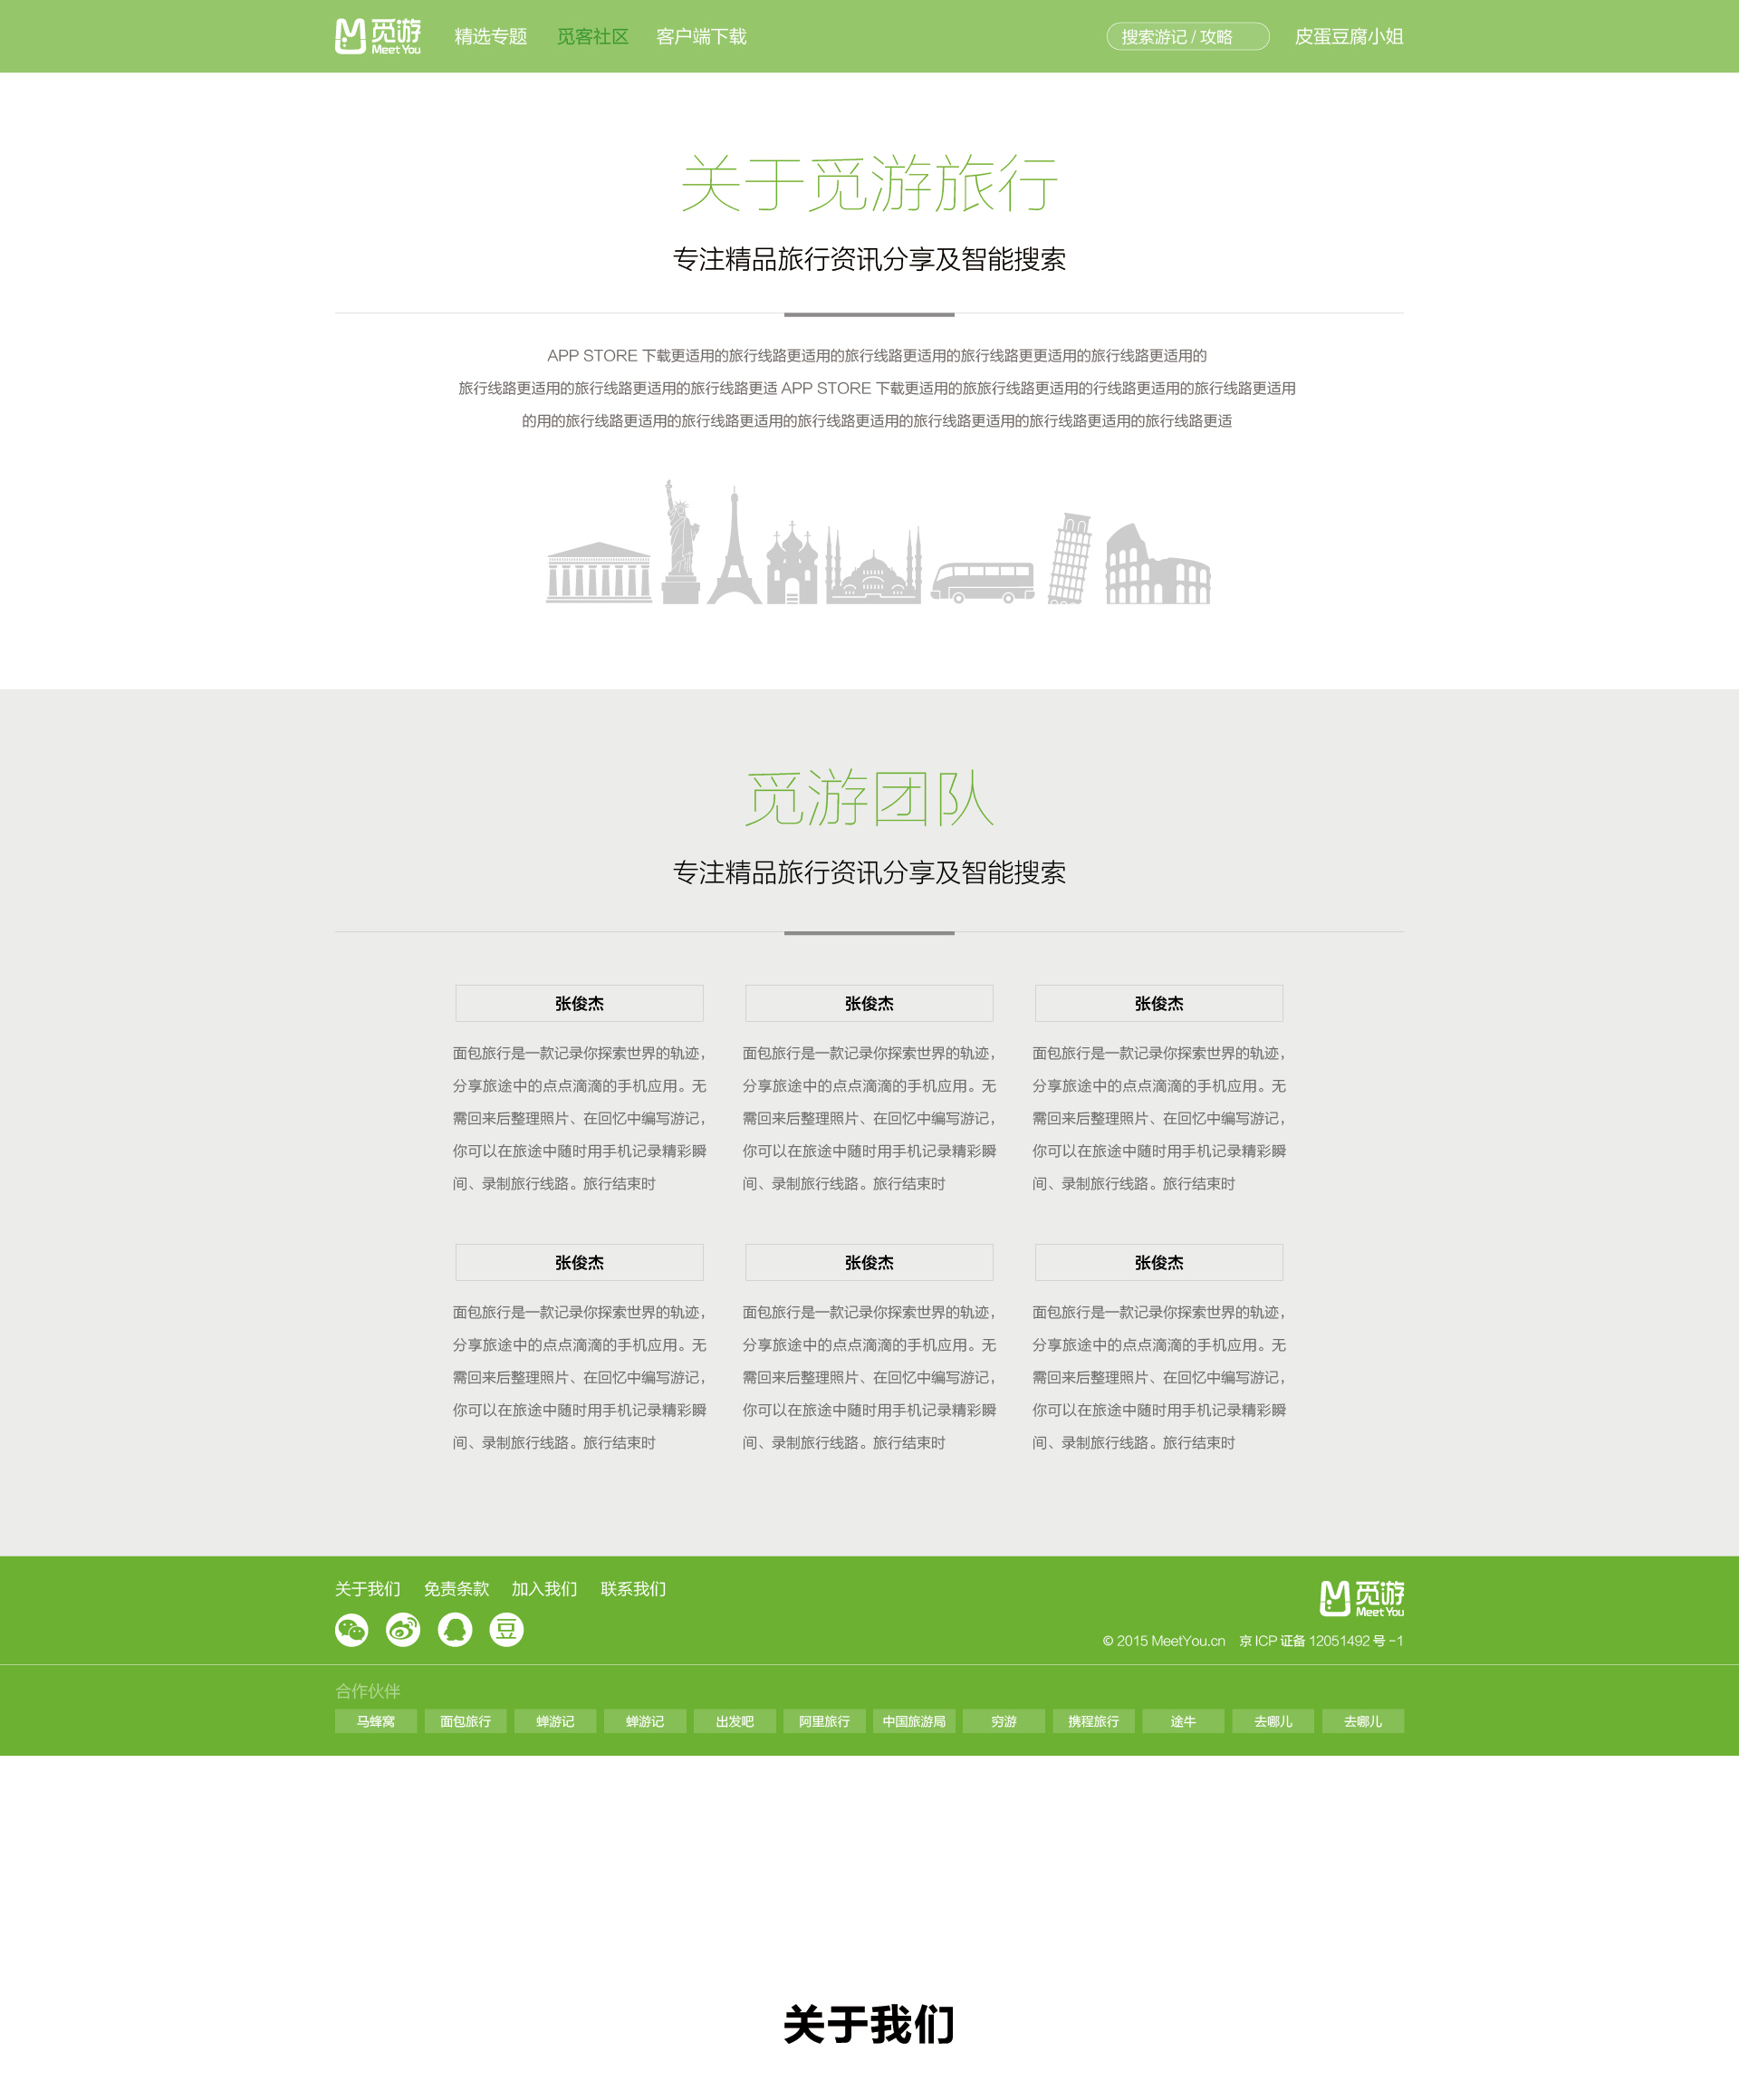 觅游
Meet You
精选专题 觅客社区 客户端下载
搜索游记 / 攻略
皮蛋豆腐小姐
关于觅游旅行
专注精品旅行资讯分享及智能搜索
APP STORE 下载更适用的旅行线路更适用的旅行线路更适用的旅行线路更更适用的旅行线路更适用的
旅行线路更适用的旅行线路更适用的旅行线路更适 APP STORE 下载更适用的旅旅行线路更适用的行线路更适用的旅行线路更适用
的用的旅行线路更适用的旅行线路更适用的旅行线路更适用的旅行线路更适用的旅行线路更适用的旅行线路更适
觅游团队
专注精品旅行资讯分享及智能搜索
张俊杰
面包旅行是一款记录你探索世界的轨迹，
分享旅途中的点点滴滴的手机应用。无
需回来后整理照片、在回忆中编写游记，
你可以在旅途中随时用手机记录精彩瞬
间、录制旅行线路。旅行结束时
张俊杰
面包旅行是一款记录你探索世界的轨迹，
分享旅途中的点点滴滴的手机应用。无
需回来后整理照片、在回忆中编写游记，
你可以在旅途中随时用手机记录精彩瞬
间、录制旅行线路。旅行结束时
张俊杰
面包旅行是一款记录你探索世界的轨迹，
分享旅途中的点点滴滴的手机应用。无
需回来后整理照片、在回忆中编写游记，
你可以在旅途中随时用手机记录精彩瞬
间、录制旅行线路。旅行结束时
张俊杰
面包旅行是一款记录你探索世界的轨迹，
分享旅途中的点点滴滴的手机应用。无
需回来后整理照片、在回忆中编写游记，
你可以在旅途中随时用手机记录精彩瞬
间、录制旅行线路。旅行结束时
张俊杰
面包旅行是一款记录你探索世界的轨迹，
分享旅途中的点点滴滴的手机应用。无
需回来后整理照片、在回忆中编写游记，
你可以在旅途中随时用手机记录精彩瞬
间、录制旅行线路。旅行结束时
张俊杰
面包旅行是一款记录你探索世界的轨迹，
分享旅途中的点点滴滴的手机应用。无
需回来后整理照片、在回忆中编写游记，
你可以在旅途中随时用手机记录精彩瞬
间、录制旅行线路。旅行结束时
关于我们 免责条款 加入我们 联系我们
豆
觅游
Meet You
© 2015 MeetYou.cn 京 ICP 证备 12051492 号 -1
合作伙伴
马蜂窝 面包旅行 蝉游记 蝉游记 出发吧 阿里旅行 中国旅游局 穷游 携程旅行 途牛 去哪儿 去哪儿
关于我们